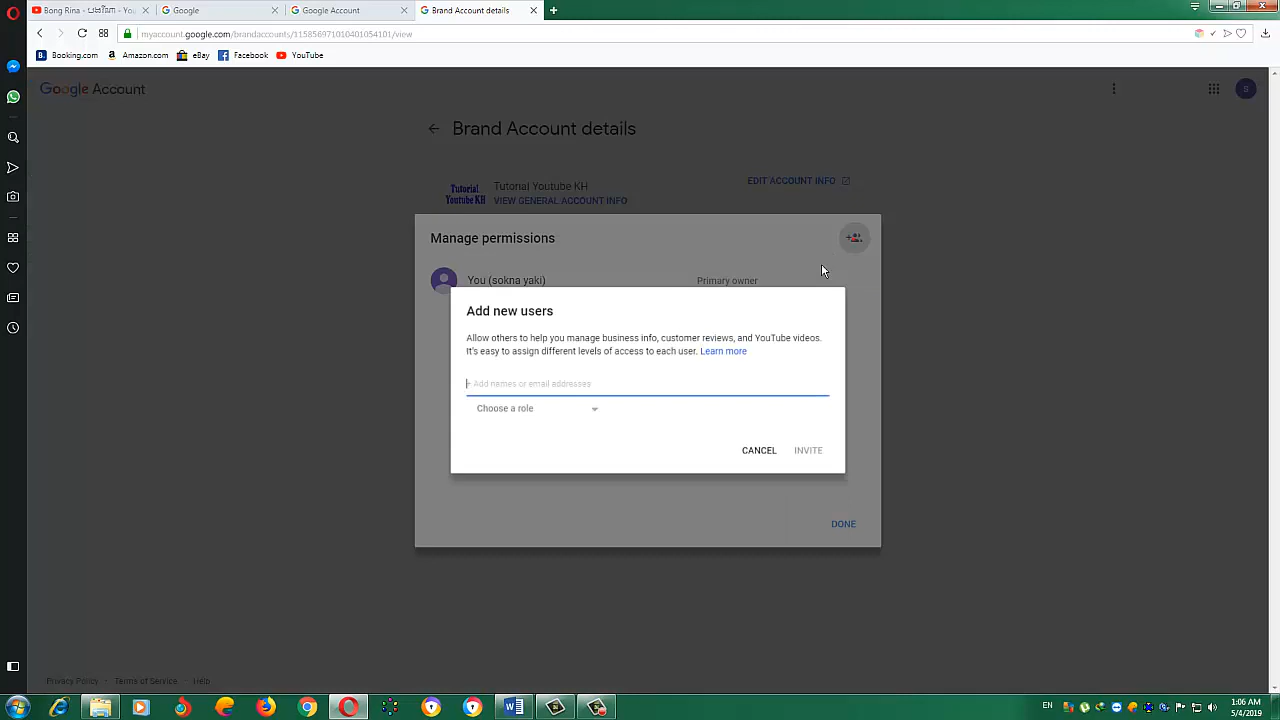 Bong Rina - 
Google
Google Account
Brand Account details
myaccount.google.com/brandaccounts/115856971010401054101/view
Booking.com
Amazon.com
eBay
Facebook
YouTube
Google Account
S
Brand Account details
Tutorial
Youtube KH
Tutorial Youtube KH
EDIT ACCOUNT INFO
VIEW GENERAL ACCOUNT INFO
Manage permissions
You (sokna yaki)
Primary owner
Add new users
Allow others to help you manage business info, customer reviews, and YouTube videos.
It's easy to assign different levels of access to each user. Learn more
+ Add names or email addresses
Choose a role
CANCEL
INVITE
DONE
Privacy Policy
Terms of Service
Help
EN
1:06 AM
5/4/2019